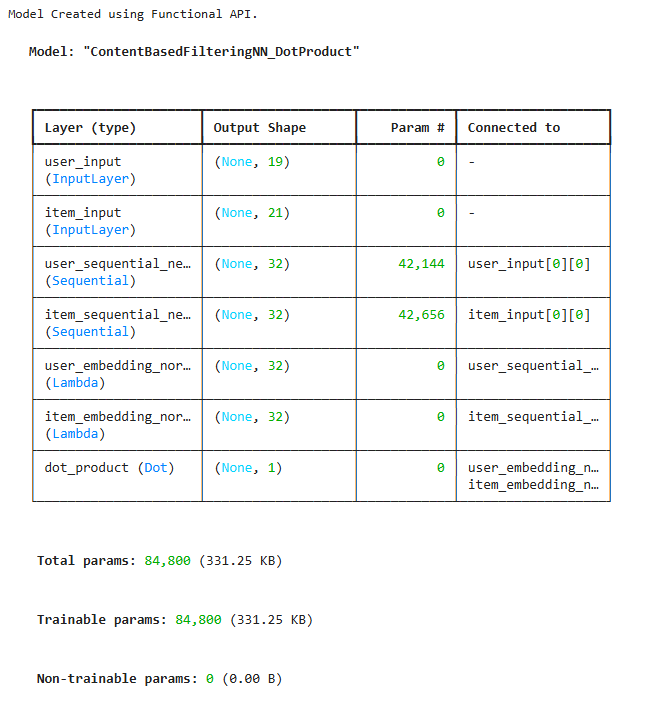 Model Created using Functional API.
Model: "ContentBasedFilteringNN_DotProduct"
Layer (type) Output Shape Param # Connected to
user_input (None, 19) 0 -
(InputLayer)
item_input (None, 21) 0 -
(InputLayer)
user_sequential_ne… (None, 32) 42,144 user_input[0][0]
(Sequential)
item_sequential_ne… (None, 32) 42,656 item_input[0][0]
(Sequential)
user_embedding_nor… (None, 32) 0 user_sequential_…
(Lambda)
item_embedding_nor… (None, 32) 0 item_sequential_…
(Lambda)
dot_product (Dot) (None, 1) 0 user_embedding_n…
item_embedding_n…
Total params: 84,800 (331.25 KB)
Trainable params: 84,800 (331.25 KB)
Non-trainable params: 0 (0.00 B)